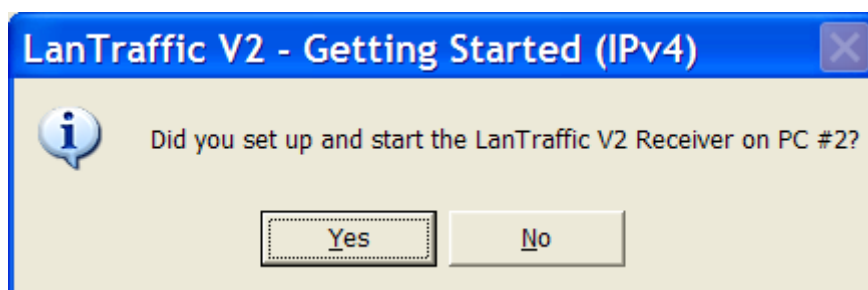 LanTraffic V2 - Getting Started (IPv4)
Did you set up and start the LanTraffic V2 Receiver on PC #2?
Yes No